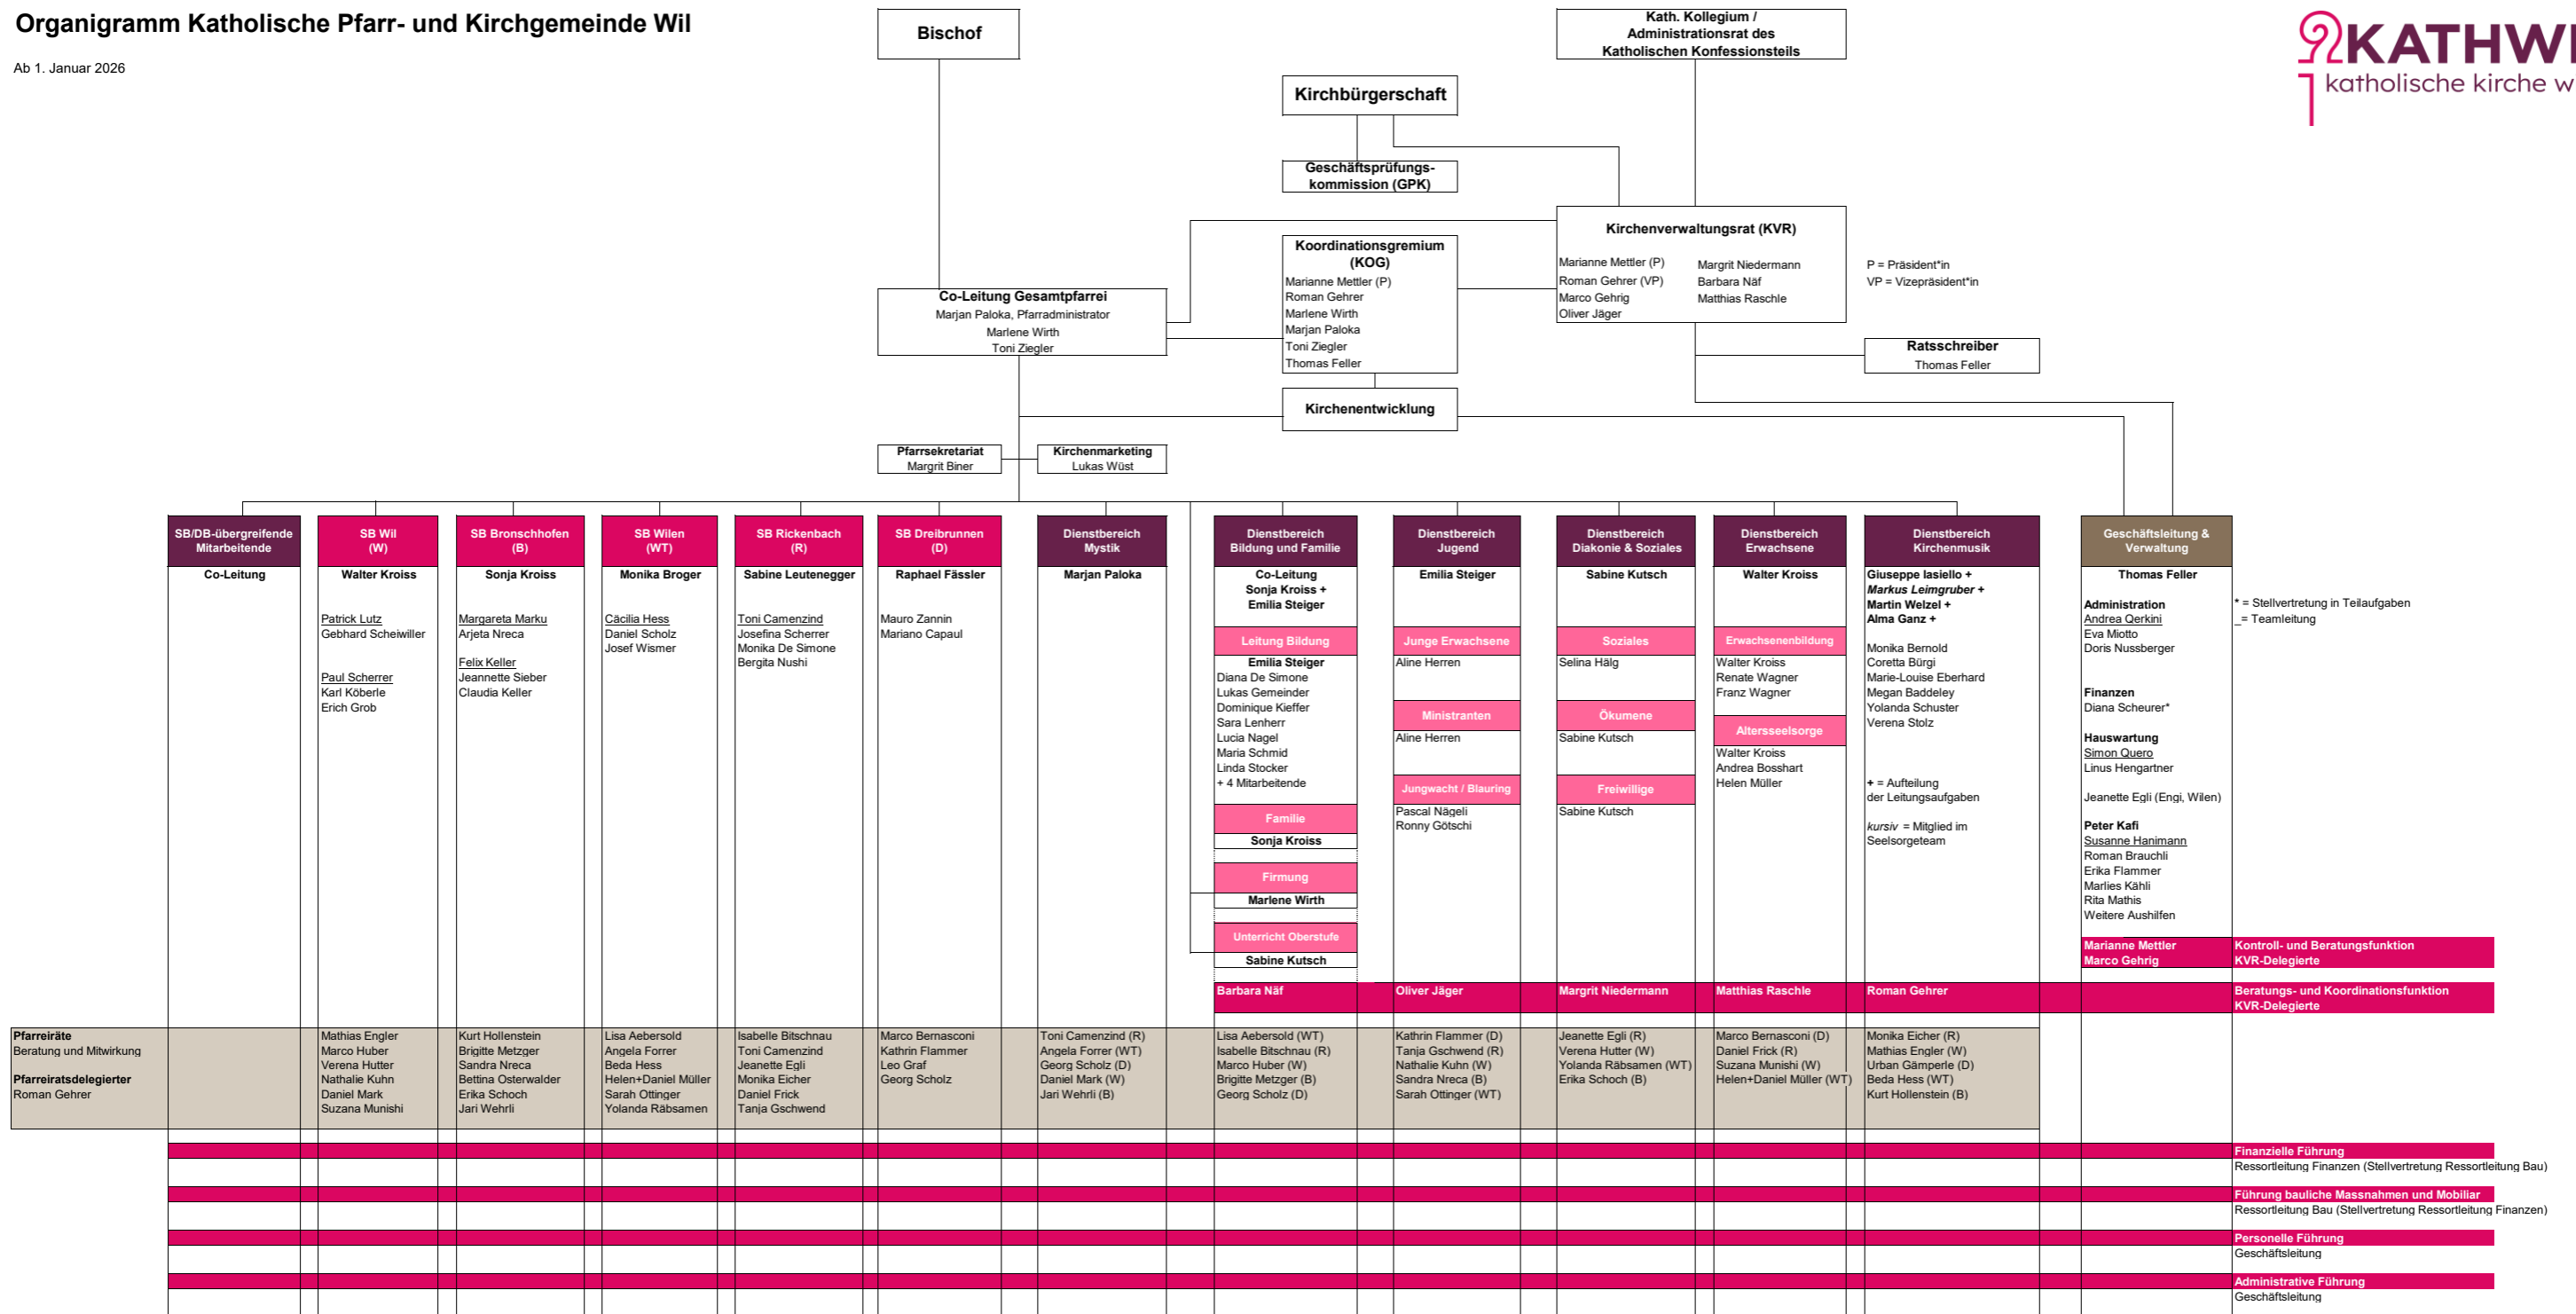 Organigramm Katholische Pfarr- und Kirchgemeinde Wil
Ab 1. Januar 2026
Bischof
Kath. Kollegium /
Administrationsrat des
Katholischen Konfessionsteils
KATHWI
katholische kirche w
Kirchbürgerschaft
Geschäftsprüfungs-
kommission (GPK)
Kirchenverwaltungsrat (KVR)
Marianne Mettler (P)
Roman Gehrer (VP)
Marco Gehrig
Oliver Jäger
Margrit Niedermann
Barbara Näf
Matthias Raschle
P = Präsident*in
VP = Vizepräsident*in
Koordinationsgremium
(KOG)
Marianne Mettler (P)
Roman Gehrer
Marlene Wirth
Marjan Paloka
Toni Ziegler
Thomas Feller
Co-Leitung Gesamtpfarrei
Marjan Paloka, Pfarradministrator
Marlene Wirth
Toni Ziegler
Ratsschreiber
Thomas Feller
Kirchenentwicklung
Pfarrsekretariat
Margrit Biner
Kirchenmarketing
Lukas Wüst
SB/DB-übergreifende
Mitarbeitende
Co-Leitung
SB Wil
(W)
Walter Kroiss
Patrick Lutz
Gebhard Scheiwiller
Paul Scherrer
Karl Köberle
Erich Grob
SB Bronschhofen
(B)
Sonja Kroiss
Margareta Marku
Arjeta Nreca
Felix Keller
Jeannette Sieber
Claudia Keller
SB Wilen
(WT)
Monika Broger
Cäcilia Hess
Daniel Scholz
Josef Wismer
SB Rickenbach
(R)
Sabine Leutenegger
Toni Camenzind
Josefina Scherrer
Monika De Simone
Bergita Nushi
SB Dreibrunnen
(D)
Raphael Fässler
Mauro Zannin
Mariano Capaul
Dienstbereich
Mystik
Marjan Paloka
Dienstbereich
Bildung und Familie
Co-Leitung
Sonja Kroiss +
Emilia Steiger
Leitung Bildung
Emilia Steiger
Diana De Simone
Lukas Gemeinder
Dominique Kieffer
Sara Lenherr
Lucia Nagel
Maria Schmid
Linda Stocker
+ 4 Mitarbeitende
Familie
Sonja Kroiss
Firmung
Marlene Wirth
Unterricht Oberstufe
Sabine Kutsch
Dienstbereich
Jugend
Emilia Steiger
Junge Erwachsene
Aline Herren
Ministranten
Aline Herren
Jungwacht / Blauring
Pascal Nägeli
Ronny Götschi
Dienstbereich
Diakonie & Soziales
Sabine Kutsch
Soziales
Selina Hälg
Ökumene
Sabine Kutsch
Freiwillige
Sabine Kutsch
Dienstbereich
Erwachsene
Walter Kroiss
Erwachsenenbildung
Walter Kroiss
Renate Wagner
Franz Wagner
Altersseelsorge
Walter Kroiss
Andrea Bosshart
Helen Müller
Dienstbereich
Kirchenmusik
Giuseppe Iasiello +
Markus Leimgruber +
Martin Welzel +
Alma Ganz +
Monika Bernold
Coretta Bürgi
Marie-Louise Eberhard
Megan Baddeley
Yolanda Schuster
Verena Stolz
+ = Aufteilung
der Leitungsaufgaben
kursiv = Mitglied im
Seelsorgeteam
Geschäftsleitung &
Verwaltung
Thomas Feller
Administration
Andrea Qerkini
Eva Miotto
Doris Nussberger
Finanzen
Diana Scheurer*
Hauswartung
Simon Quero
Linus Hengartner
Jeanette Egli (Engi, Wilen)
Peter Kafi
Susanne Hanimann
Roman Brauchli
Erika Flammer
Marlies Kähli
Rita Mathis
Weitere Aushilfen
* = Stellvertretung in Teilaufgaben
_= Teamleitung
Marianne Mettler
Marco Gehrig
Kontroll- und Beratungsfunktion
KVR-Delegierte
Barbara Näf
Oliver Jäger
Margrit Niedermann
Matthias Raschle
Roman Gehrer
Beratungs- und Koordinationsfunktion
KVR-Delegierte
Pfarreiräte
Beratung und Mitwirkung
Pfarreiratsdelegierter
Roman Gehrer
Mathias Engler
Marco Huber
Verena Hutter
Nathalie Kuhn
Daniel Mark
Suzana Munishi
Kurt Hollenstein
Brigitte Metzger
Sandra Nreca
Bettina Osterwalder
Erika Schoch
Jari Wehrli
Lisa Aebersold
Angela Forrer
Beda Hess
Helen+Daniel Müller
Sarah Ottinger
Yolanda Räbsamen
Isabelle Bitschnau
Toni Camenzind
Jeanette Egli
Monika Eicher
Daniel Frick
Tanja Gschwend
Marco Bernasconi
Kathrin Flammer
Leo Graf
Georg Scholz
Toni Camenzind (R)
Angela Forrer (WT)
Georg Scholz (D)
Daniel Mark (W)
Jari Wehrli (B)
Lisa Aebersold (WT)
Isabelle Bitschnau (R)
Marco Huber (W)
Brigitte Metzger (B)
Georg Scholz (D)
Kathrin Flammer (D)
Tanja Gschwend (R)
Nathalie Kuhn (W)
Sandra Nreca (B)
Sarah Ottinger (WT)
Jeanette Egli (R)
Verena Hutter (W)
Yolanda Räbsamen (WT)
Erika Schoch (B)
Marco Bernasconi (D)
Daniel Frick (R)
Suzana Munishi (W)
Helen+Daniel Müller (WT)
Monika Eicher (R)
Mathias Engler (W)
Urban Gämperle (D)
Beda Hess (WT)
Kurt Hollenstein (B)
Finanzielle Führung
Ressortleitung Finanzen (Stellvertretung Ressortleitung Bau)
Führung bauliche Massnahmen und Mobiliar
Ressortleitung Bau (Stellvertretung Ressortleitung Finanzen)
Personelle Führung
Geschäftsleitung
Administrative Führung
Geschäftsleitung